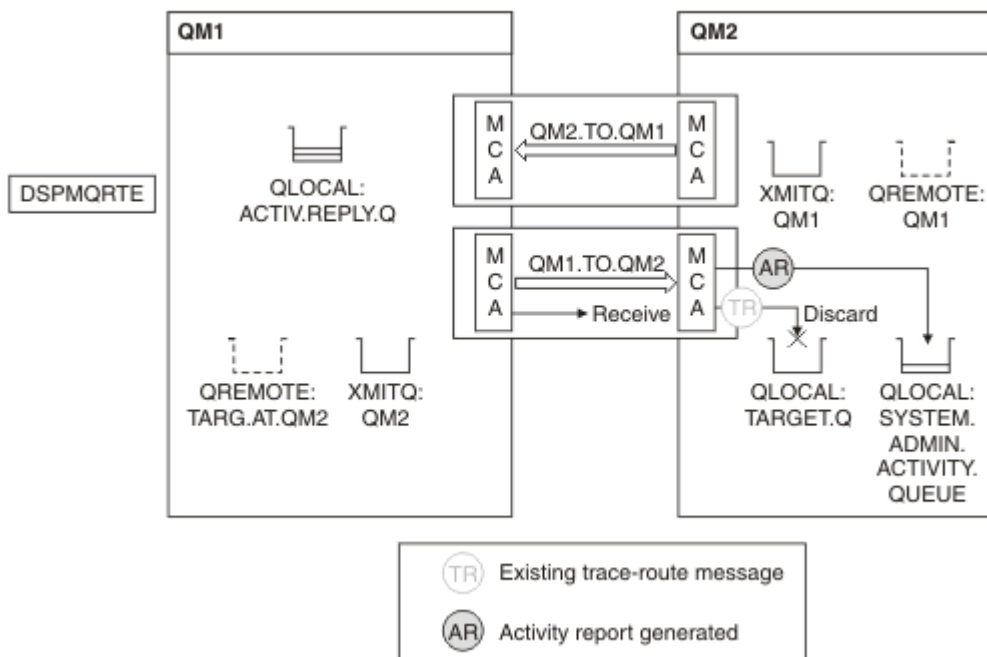 QM1
QM2
DSPMQRTE
QLOCAL:
ACTIV.REPLY.Q
M
C
A
QM2.TO.QM1
M
C
A
XMITQ:
QM1
QREMOTE:
QM1
M
C
A
QM1.TO.QM2
Receive
M
C
A
AR
TR
Discard
QREMOTE:
TARG.AT.QM2
XMITQ:
QM2
QLOCAL:
TARGET.Q
QLOCAL:
SYSTEM.
ADMIN.
ACTIVITY.
QUEUE
TR Existing trace-route message
AR Activity report generated